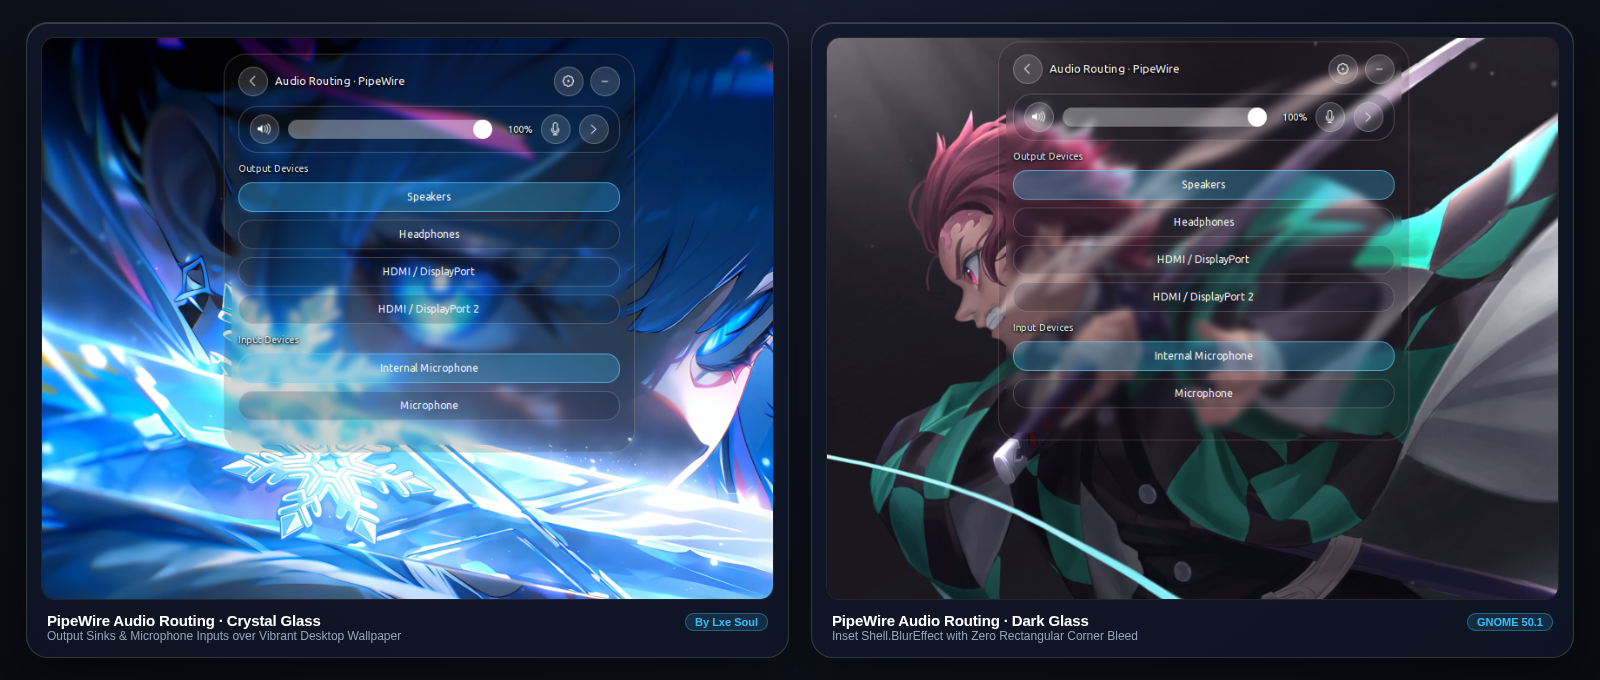 Audio Routing · PipeWire
100%
Output Devices
Speakers
Headphones
HDMI / DisplayPort
HDMI / DisplayPort 2
Input Devices
Internal Microphone
Microphone
PipeWire Audio Routing · Crystal Glass
Output Sinks & Microphone Inputs over Vibrant Desktop Wallpaper
By Lxe Soul
Audio Routing · PipeWire
100%
Output Devices
Speakers
Headphones
HDMI / DisplayPort
HDMI / DisplayPort 2
Input Devices
Internal Microphone
Microphone
PipeWire Audio Routing · Dark Glass
Inset Shell.BlurEffect with Zero Rectangular Corner Bleed
GNOME 50.1